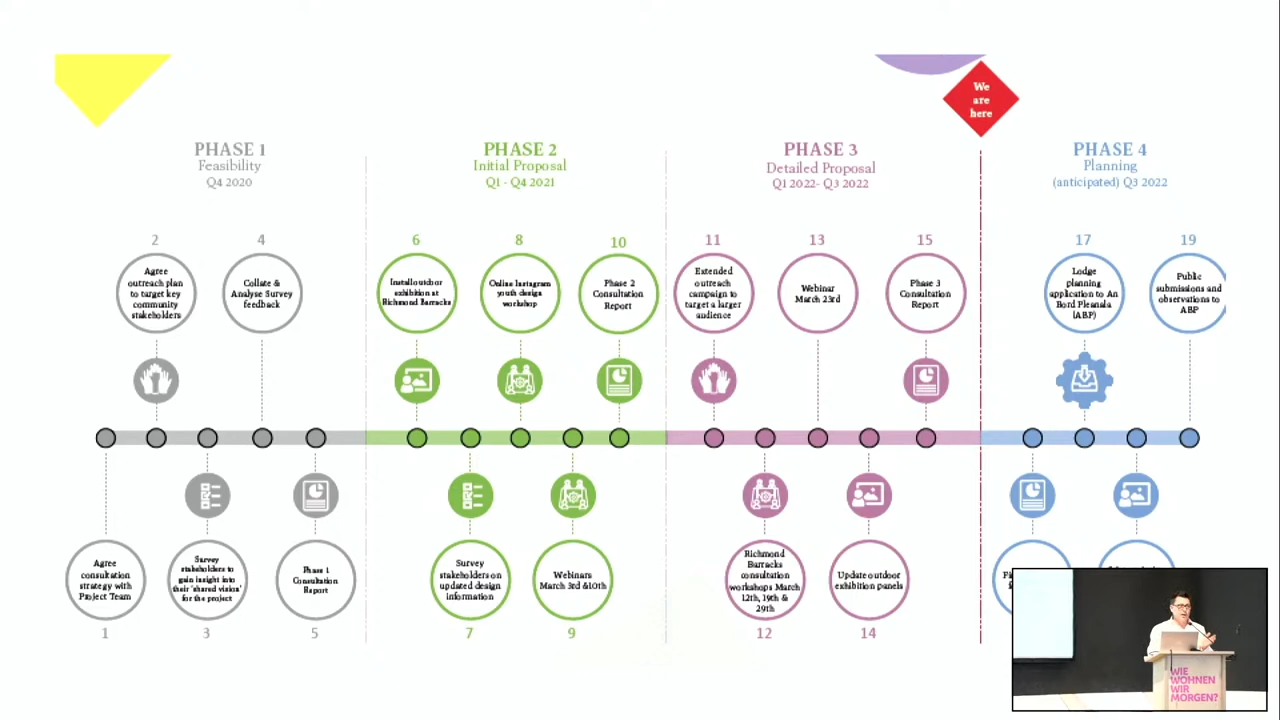 We
are
here
PHASE 1
Feasibility
Q4 2020
PHASE 2
Initial Proposal
Q1 - Q4 2021
PHASE 3
Detailed Proposal
Q1 2022- Q3 2022
PHASE 4
Planning
(anticipated) Q3 2022
2
Agree
outreach plan
to target key
community
stakeholders
4
Collate &
Analyse Survey
feedback
6
Install outdoor
exhibition at
Richmond Barracks
8
Online Instagram
youth design
workshop
10
Phase 2
Consultation
Report
11
Extended
outreach
campaign to
target a larger
audience
13
Webinar
March 23rd
15
Phase 3
Consultation
Report
17
Lodge
planning
application to An
Bord Pleanala
(ABP)
19
Public
submissions and
observations to
ABP
Agree
consultation
strategy with
Project Team
1
Survey
stakeholders to
gain insight into
their 'shared vision'
for the project
3
Phase 1
Consultation
Report
5
Survey
stakeholders on
updated design
information
7
Webinars
March 3rd &10th
9
Richmond
Barracks
consultation
workshops March
12th, 19th &
29th
12
Update outdoor
exhibition panels
14
WIE
WOHNEN
WIR
MORGEN?